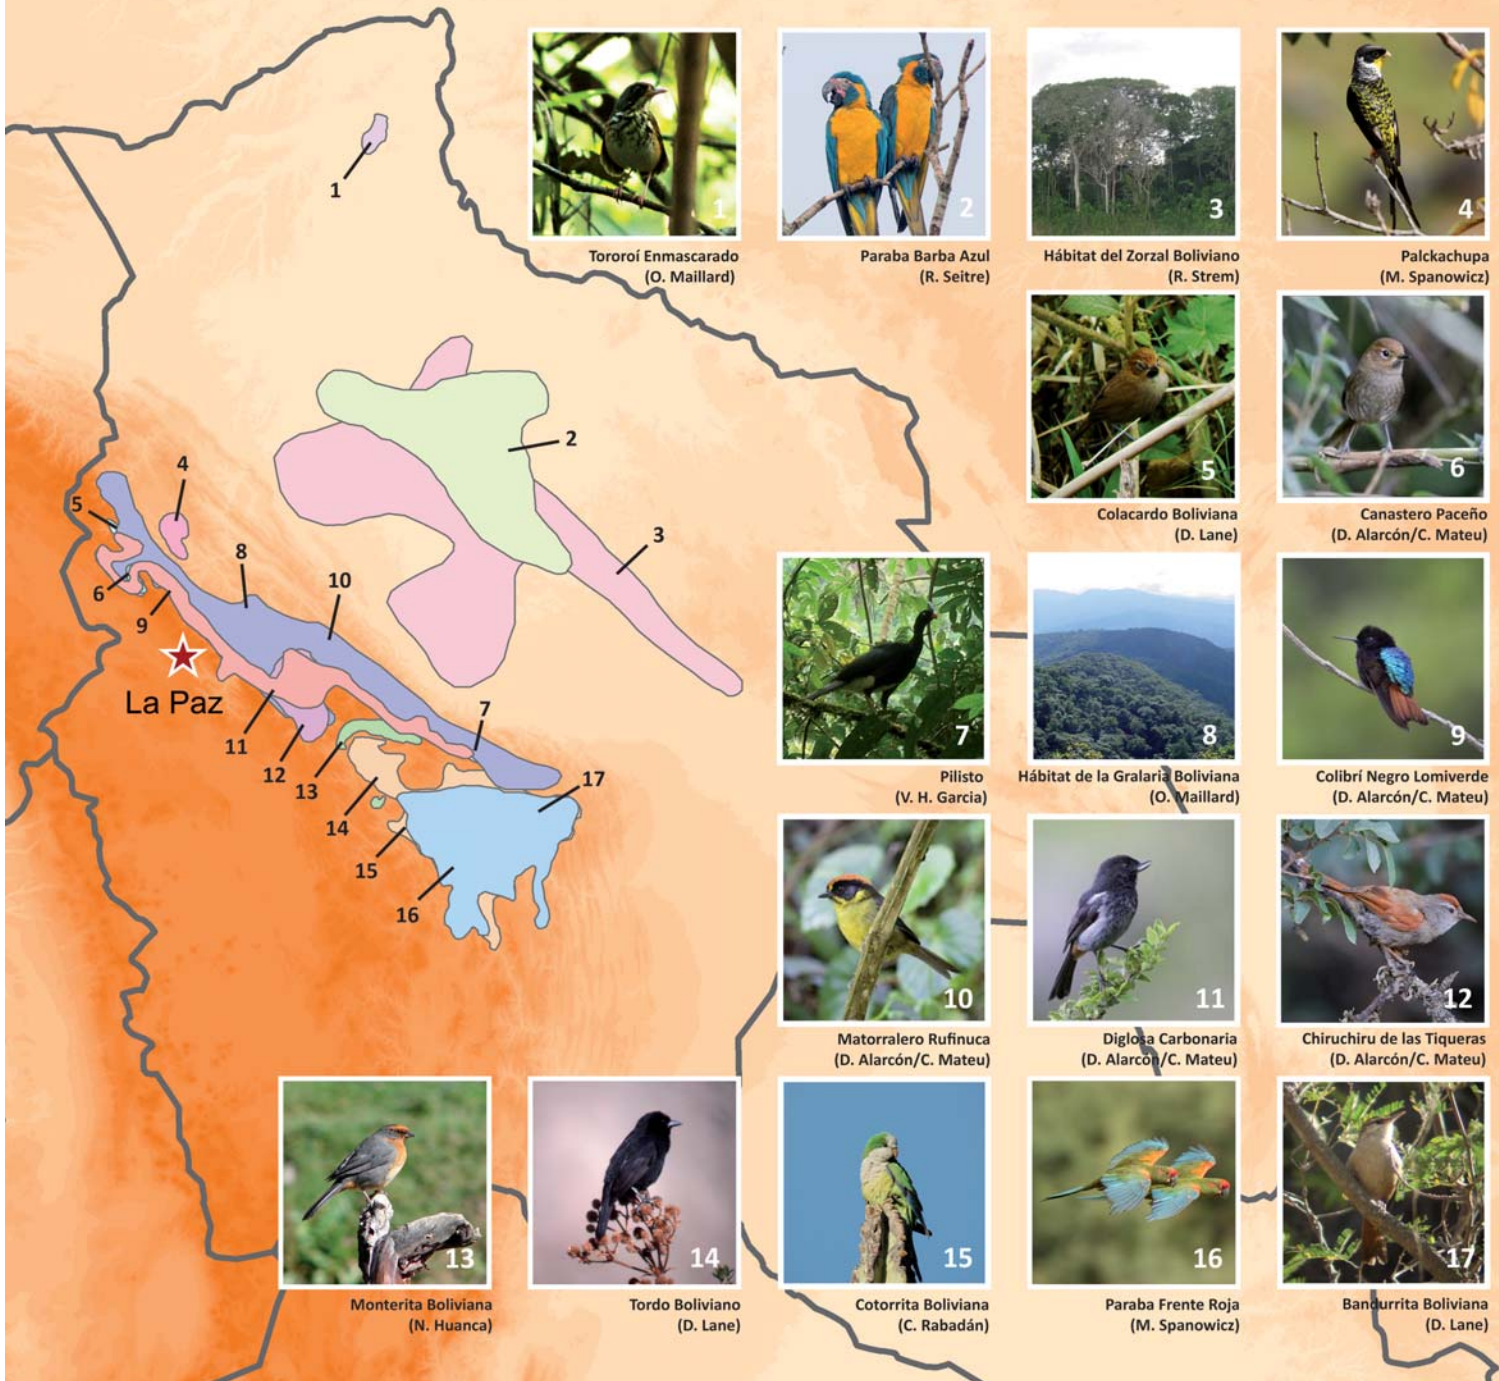 1
1
Tororoí Enmascarado
(O. Maillard)
2
Paraba Barba Azul
(R. Seitre)
3
Hábitat del Zorzal Boliviano
(R. Strem)
4
Palckachupa
(M. Spanowicz)
5
Colacardo Boliviana
(D. Lane)
6
Canastero Paceño
(D. Alarcón/C. Mateu)
2
3
4
5
6
8
9
10
La Paz
7
11
12
13
14
15
16
17
7
Pilisto
(V. H. Garcia)
8
Hábitat de la Gralaria Boliviana
(O. Maillard)
9
Colibrí Negro Lomiverde
(D. Alarcón/C. Mateu)
10
Matorralero Rufinuca
(D. Alarcón/C. Mateu)
11
Diglosa Carbonaria
(D. Alarcón/C. Mateu)
12
Chiruchiru de las Tiqueras
(D. Alarcón/C. Mateu)
13
Monterita Boliviana
(N. Huanca)
14
Tordo Boliviano
(D. Lane)
15
Cotorrita Boliviana
(C. Rabadán)
16
Paraba Frente Roja
(M. Spanowicz)
17
Bandurrita Boliviana
(D. Lane)